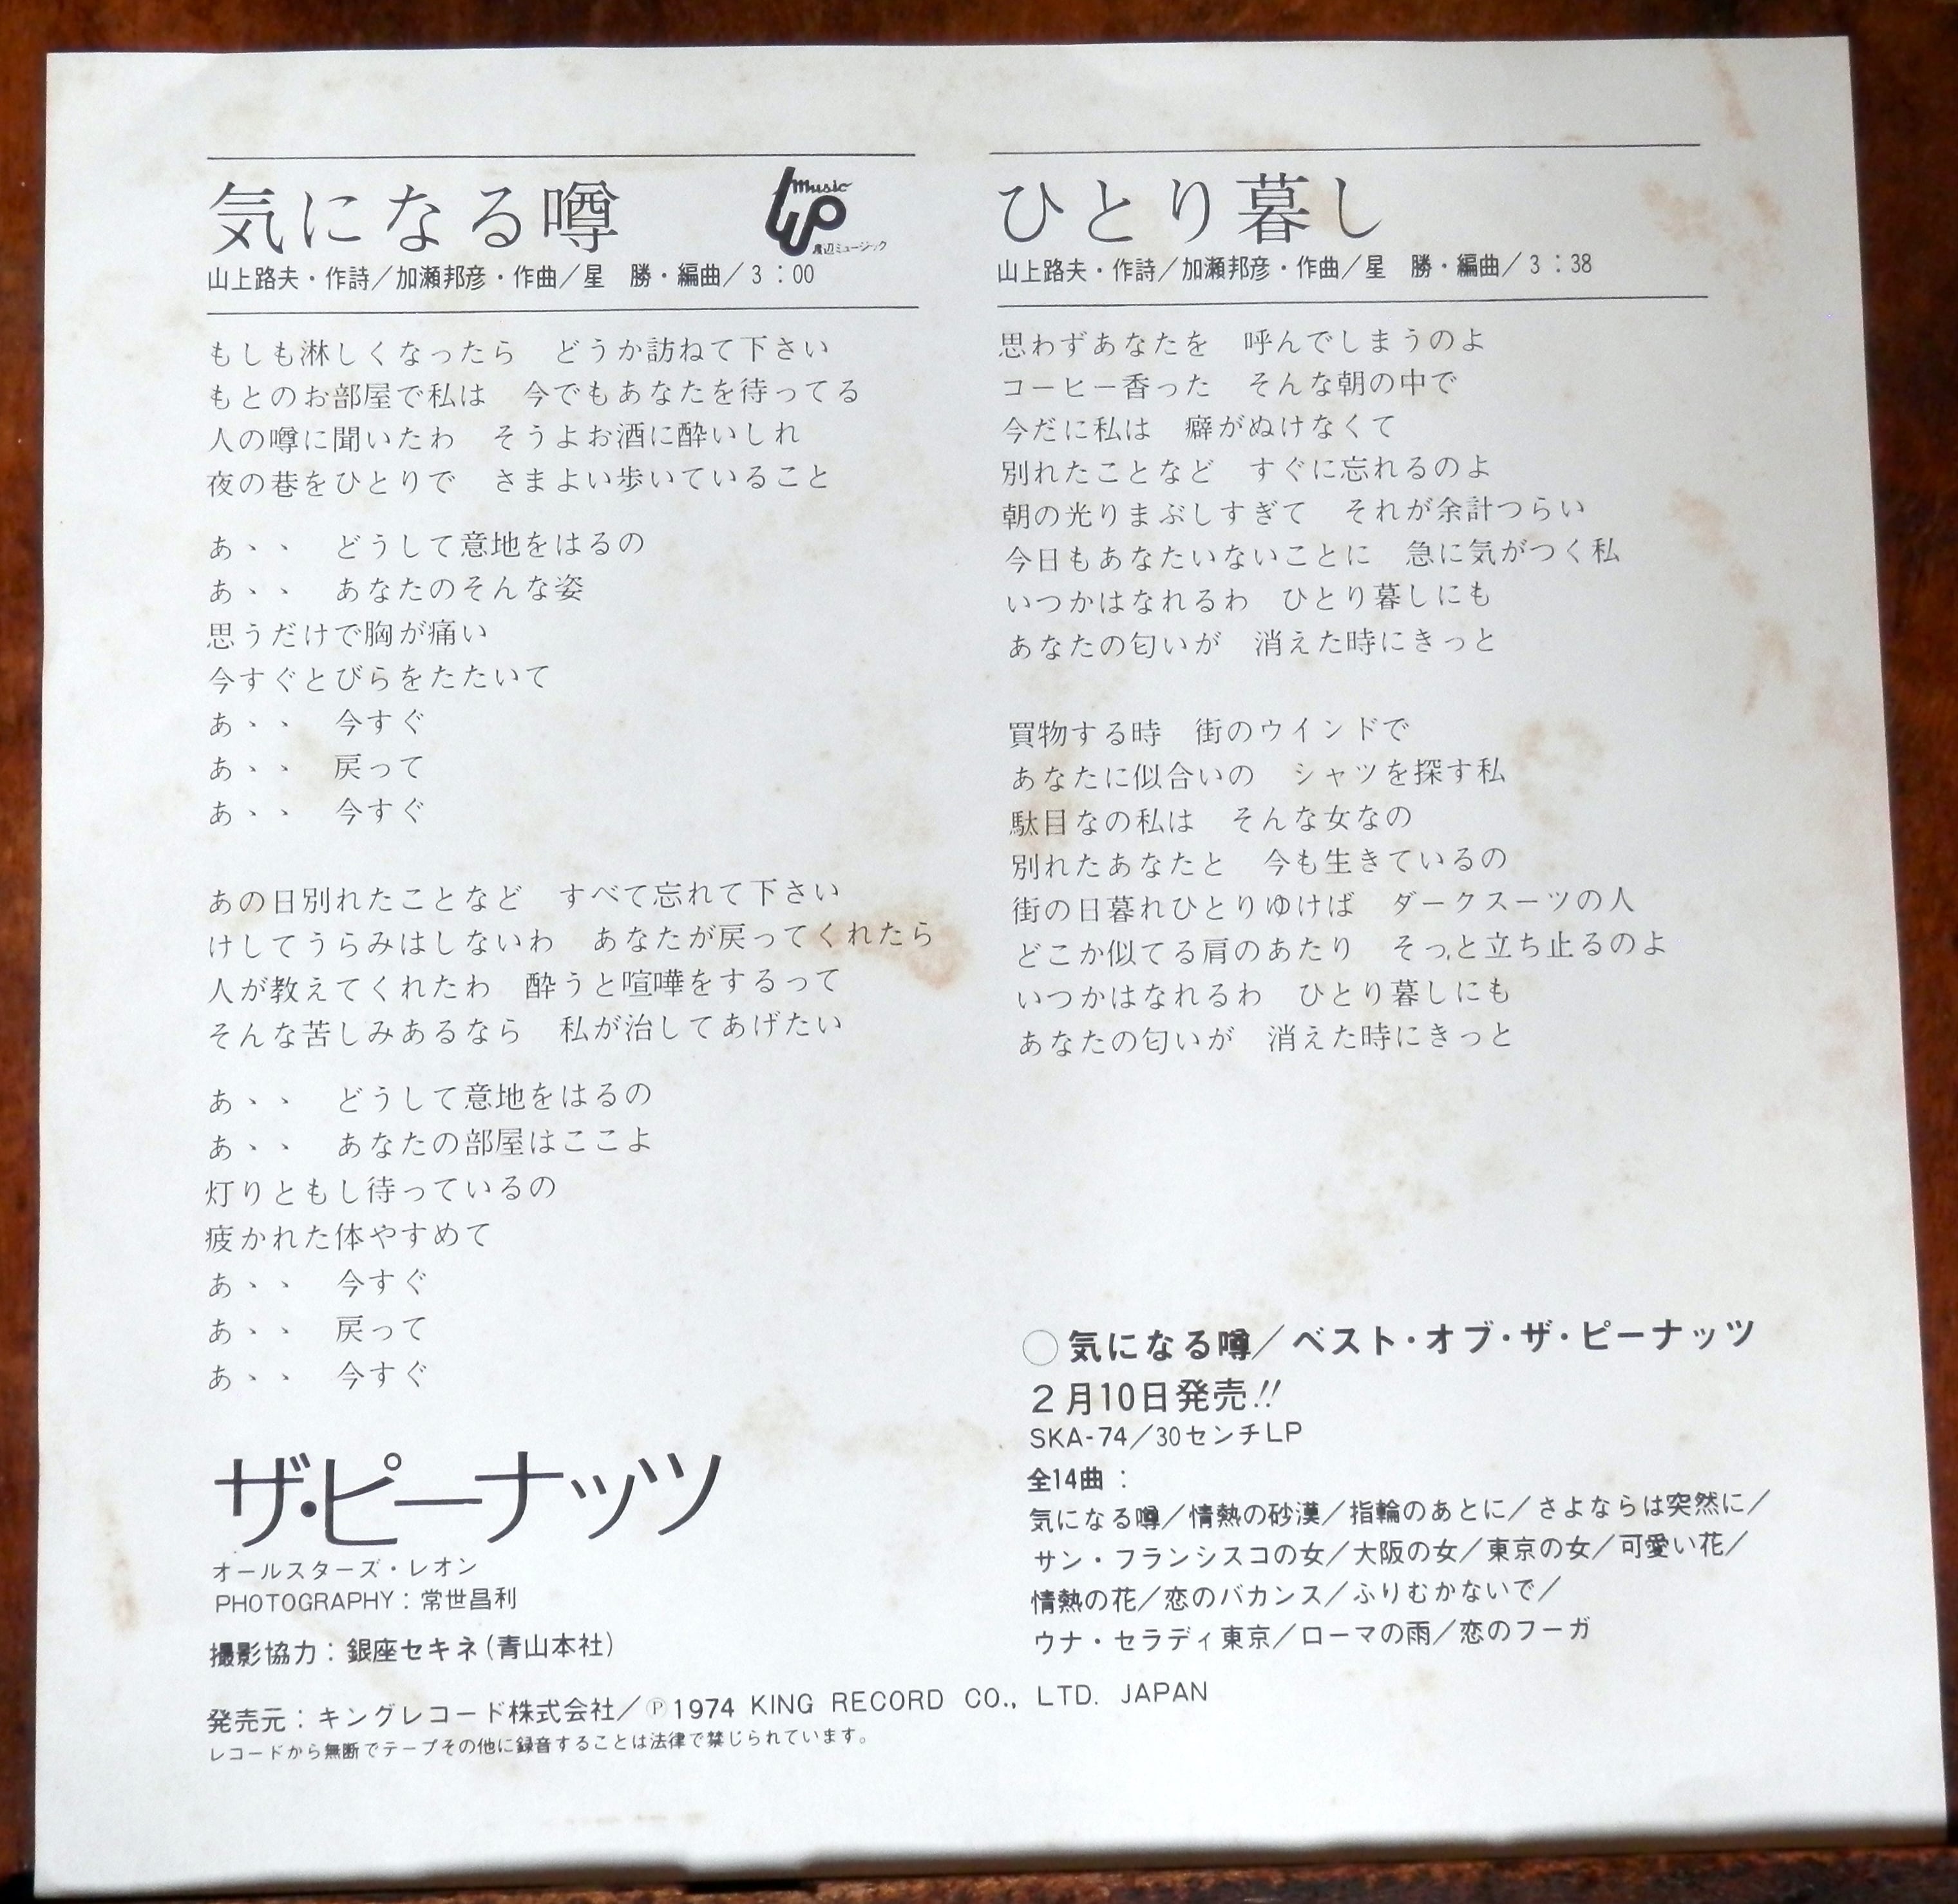 気になる噂
Music
渡辺ミュージック
山上路夫・作詩／加瀬邦彦・作曲／星　勝・編曲／3：00
もしも淋しくなったら　どうか訪ねて下さい
もとのお部屋で私は　今でもあなたを待ってる
人の噂に聞いたわ　そうよお酒に酔いしれ
夜の巷をひとりで　さまよい歩いていること
あヽヽ　どうして意地をはるの
あヽヽ　あなたのそんな姿
思うだけで胸が痛い
今すぐとびらをたたいて
あヽヽ　今すぐ
あヽヽ　戻って
あヽヽ　今すぐ
あの日別れたことなど　すべて忘れて下さい
けしてうらみはしないわ　あなたが戻ってくれたら
人が教えてくれたわ　酔うと喧嘩をするって
そんな苦しみあるなら　私が治してあげたい
あヽヽ　どうして意地をはるの
あヽヽ　あなたの部屋はここよ
灯りともし待っているの
疲かれた体やすめて
あヽヽ　今すぐ
あヽヽ　戻って
あヽヽ　今すぐ
ザ・ピーナッツ
オールスターズ・レオン
PHOTOGRAPHY：常世昌利
撮影協力：銀座セキネ(青山本社)
ひとり暮し
山上路夫・作詩／加瀬邦彦・作曲／星　勝・編曲／3：38
思わずあなたを　呼んでしまうのよ
コーヒー香った　そんな朝の中で
今だに私は　癖がぬけなくて
別れたことなど　すぐに忘れるのよ
朝の光りまぶしすぎて　それが余計つらい
今日もあなたいないことに　急に気がつく私
いつかはなれるわ　ひとり暮しにも
あなたの匂いが　消えた時にきっと
買物する時　街のウインドで
あなたに似合いの　シャツを探す私
駄目なの私は　そんな女なの
別れたあなたと　今も生きているの
街の日暮れひとりゆけば　ダークスーツの人
どこか似てる肩のあたり　そっと立ち止るのよ
いつかはなれるわ　ひとり暮しにも
あなたの匂いが　消えた時にきっと
○気になる噂／ベスト・オブ・ザ・ピーナッツ
２月10日発売!!
SKA-74／30センチLP
全14曲：
気になる噂／情熱の砂漠／指輪のあとに／さよならは突然に／
サン・フランシスコの女／大阪の女／東京の女／可愛い花／
情熱の花／恋のバカンス／ふりむかないで／
ウナ・セラディ東京／ローマの雨／恋のフーガ
発売元：キングレコード株式会社／Ⓟ1974 KING RECORD CO., LTD. JAPAN
レコードから無断でテープその他に録音することは法律で禁じられています。